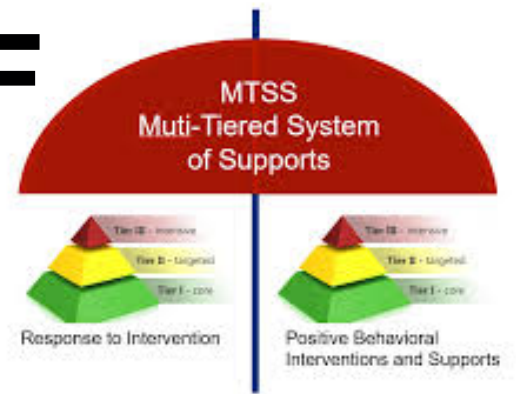 MTSS
Muti-Tiered System
of Supports
Tier III - intensive
Tier II - targeted
Tier I - core
Response to Intervention
Tier III - intensive
Tier II - targeted
Tier I - core
Positive Behavioral
Interventions and Supports